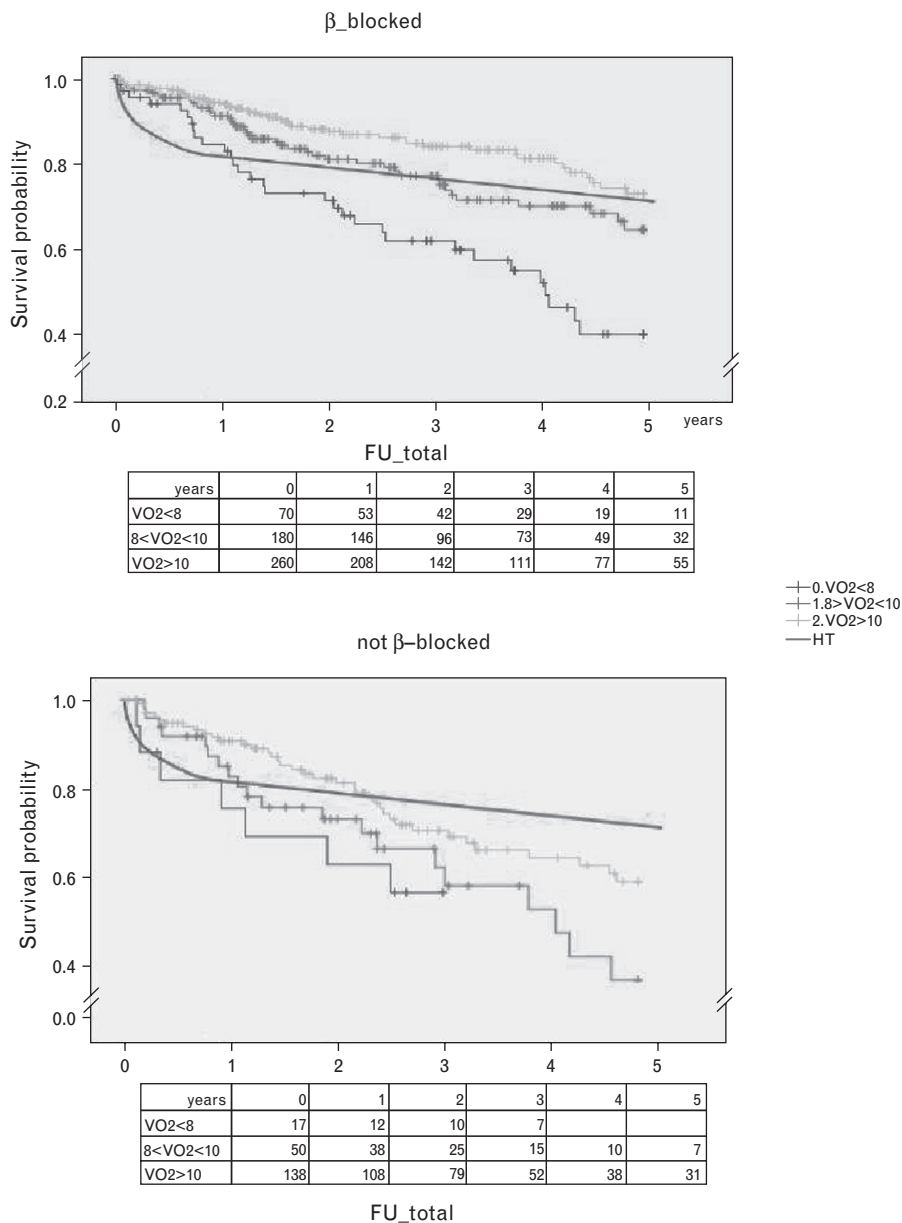 β_blocked
Survival probability
1.0
0.8
0.6
0.4
0.2
0 1 2 3 4 5 years
FU_total
years 0 1 2 3 4 5
VO2<8 70 53 42 29 19 11
8<VO2<10 180 146 96 73 49 32
VO2>10 260 208 142 111 77 55
0.VO2<8
1.8>VO2<10
2.VO2>10
HT
not β–blocked
Survival probability
1.0
0.8
0.6
0.4
0.0
0 1 2 3 4 5
years 0 1 2 3 4 5
VO2<8 17 12 10 7
8<VO2<10 50 38 25 15 10 7
VO2>10 138 108 79 52 38 31
FU_total